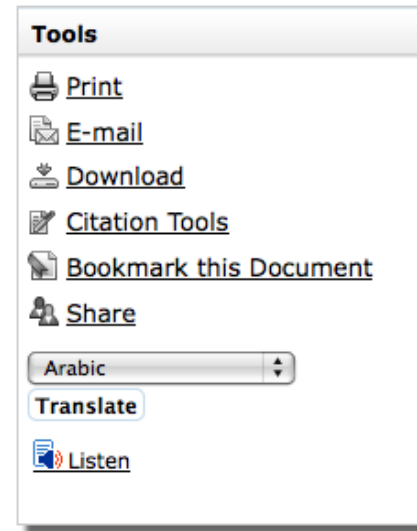 Tools
Print
E-mail
Download
Citation Tools
Bookmark this Document
Share
Arabic
Translate
Listen